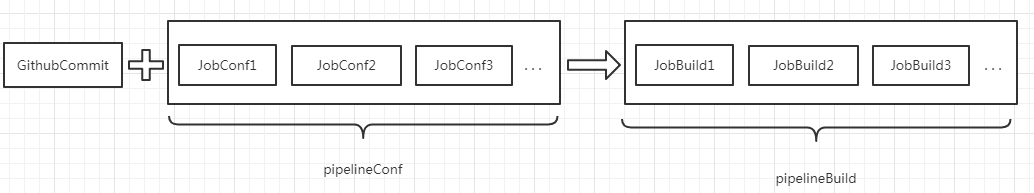 GithubCommit
JobConf1 JobConf2 JobConf3 ...
JobBuild1 JobBuild2 JobBuild3 ...
pipelineConf
pipelineBuild